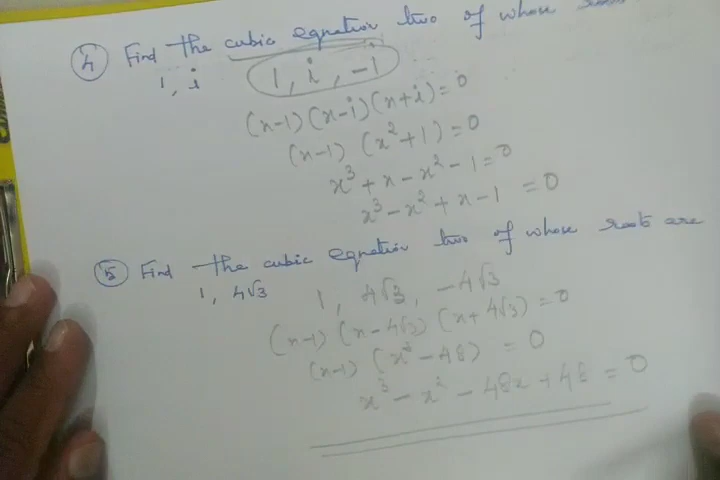 4 Find the cubic equation two of whose roots
1, i 1, i, -i
(x-1) (x-i) (x+i) = 0
(x-1) (x²+1) = 0
x³ + x - x² - 1 = 0
x³ - x² + x - 1 = 0
5 Find the cubic equation two of whose roots are
1, 4√3 1, 4√3, -4√3
(x-1) (x-4√3) (x+4√3) = 0
(x-1) (x²-48) = 0
x³ - x² - 48x + 48 = 0